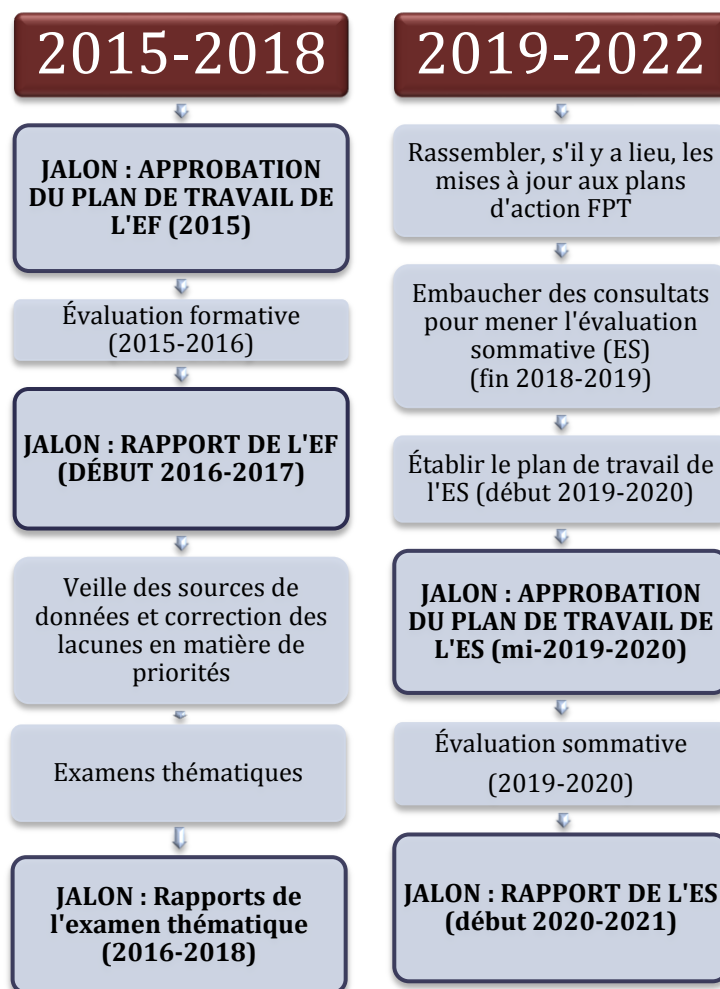 2015-2018
JALON : APPROBATION
DU PLAN DE TRAVAIL DE
L'EF (2015)
Évaluation formative
(2015-2016)
JALON : RAPPORT DE L'EF
(DÉBUT 2016-2017)
Veille des sources de
données et correction des
lacunes en matière de
priorités
Examens thématiques
JALON : Rapports de
l'examen thématique
(2016-2018)
2019-2022
Rassembler, s'il y a lieu, les
mises à jour aux plans
d'action FPT
Embaucher des consultats
pour mener l'évaluation
sommative (ES)
(fin 2018-2019)
Établir le plan de travail de
l'ES (début 2019-2020)
JALON : APPROBATION
DU PLAN DE TRAVAIL DE
L'ES (mi-2019-2020)
Évaluation sommative
(2019-2020)
JALON : RAPPORT DE L'ES
(début 2020-2021)